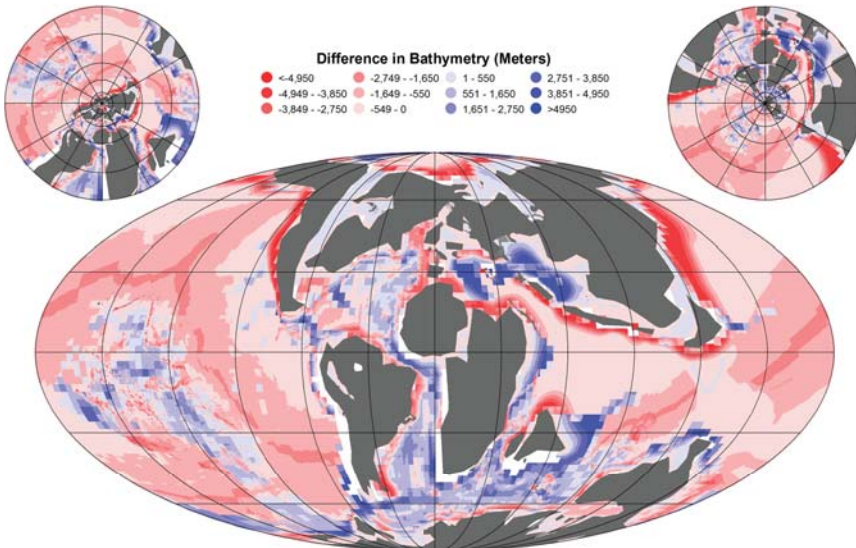 Difference in Bathymetry (Meters)
<-4,950 -2,749 - -1,650 1 - 550 2,751 - 3,850
-4,949 - -3,850 -1,649 - -550 551 - 1,650 3,851 - 4,950
-3,849 - -2,750 -549 - 0 1,651 - 2,750 >4950